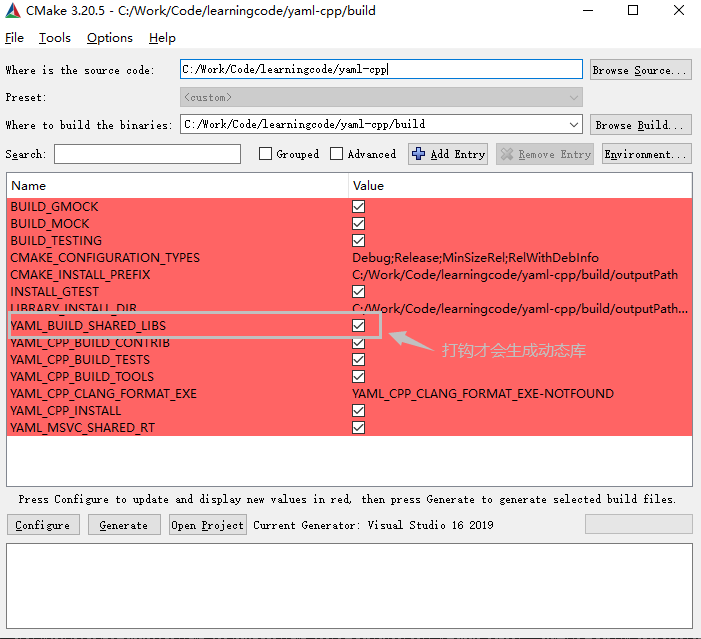 CMake 3.20.5 - C:/Work/Code/learningcode/yaml-cpp/build
File Tools Options Help
Where is the source code: C:/Work/Code/learningcode/yaml-cpp Browse Source...
Preset: <custom>
Where to build the binaries: C:/Work/Code/learningcode/yaml-cpp/build Browse Build...
Search: Grouped Advanced Add Entry Remove Entry Environment...
Name Value
BUILD_GMOCK
BUILD_MOCK
BUILD_TESTING
CMAKE_CONFIGURATION_TYPES Debug;Release;MinSizeRel;RelWithDebInfo
CMAKE_INSTALL_PREFIX C:/Work/Code/learningcode/yaml-cpp/build/outputPath
INSTALL_GTEST
LIBRARY_INSTALL_DIR C:/Work/Code/learningcode/yaml-cpp/build/outputPath...
YAML_BUILD_SHARED_LIBS
YAML_CPP_BUILD_CONTRIB
打钩才会生成动态库
YAML_CPP_BUILD_TESTS
YAML_CPP_BUILD_TOOLS
YAML_CPP_CLANG_FORMAT_EXE YAML_CPP_CLANG_FORMAT_EXE-NOTFOUND
YAML_CPP_INSTALL
YAML_MSVC_SHARED_RT
Press Configure to update and display new values in red, then press Generate to generate selected build files.
Configure Generate Open Project Current Generator: Visual Studio 16 2019